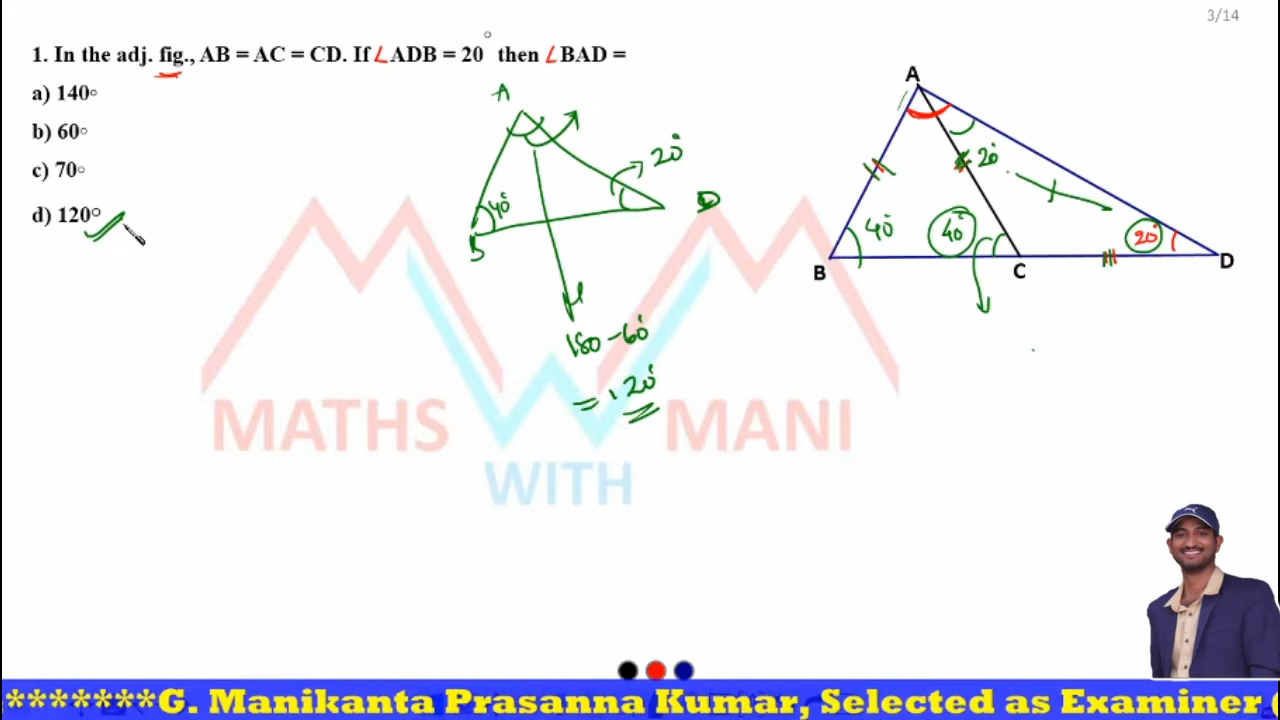 3/14
1. In the adj. fig., AB = AC = CD. If ∠ADB = 20° then ∠BAD =
a) 140°
b) 60°
c) 70°
d) 120°
A
20°
40°
B
D
180 - 60°
= 120°
A
20°
40°
40°
20°
B
C
D
MATHS
WITH
MANI
*******G. Manikanta Prasanna Kumar, Selected as Examiner (